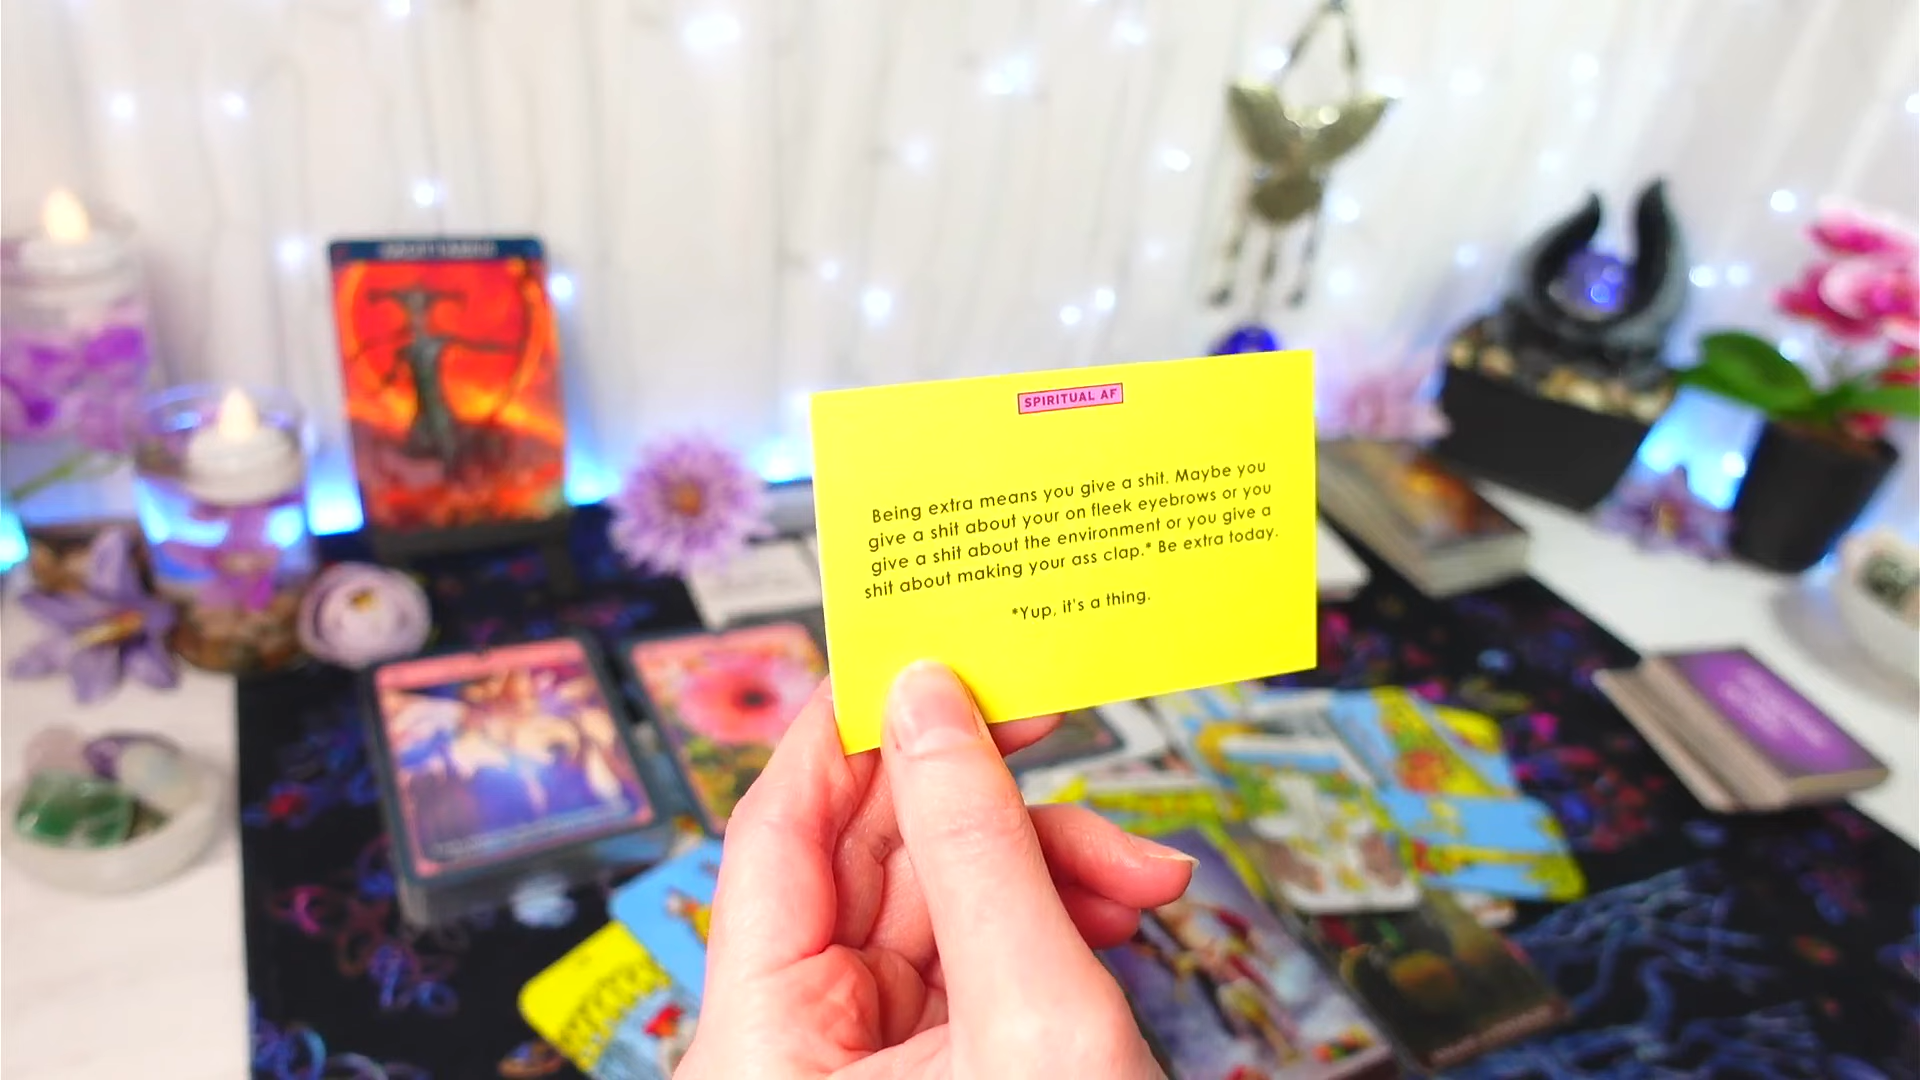 SPIRITUAL AF
Being extra means you give a shit. Maybe you
give a shit about your on fleek eyebrows or you
give a shit about the environment or you give a
shit about making your ass clap.* Be extra today.
*Yup, it's a thing.